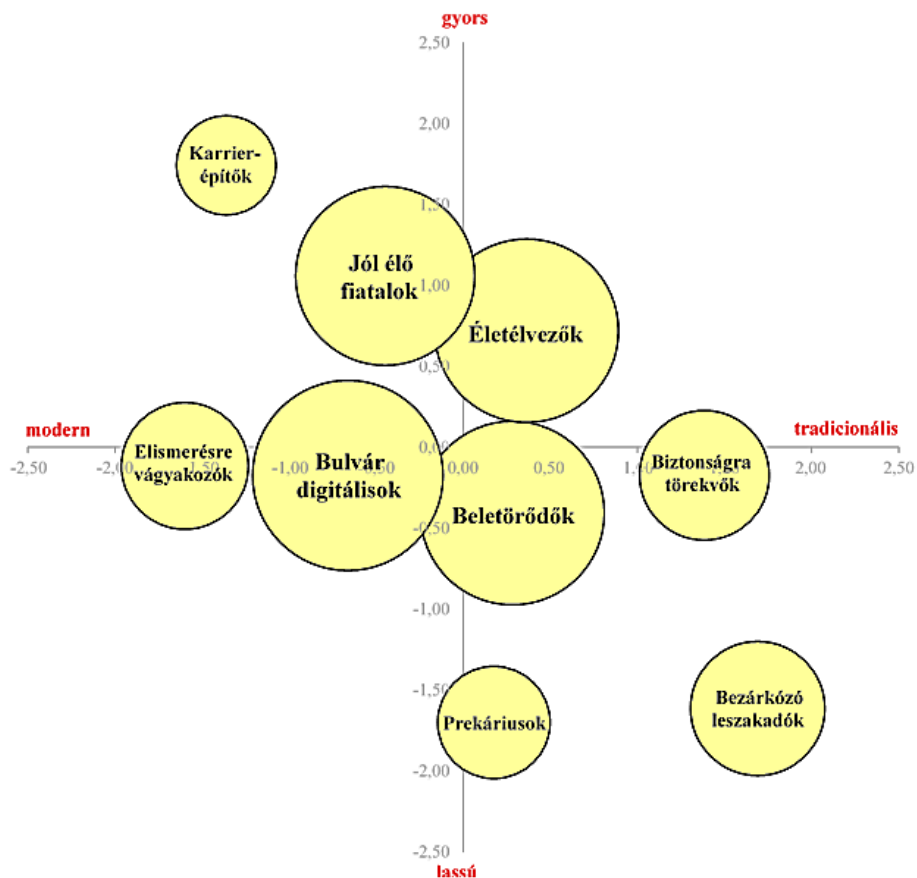 gyors
2,50
2,00
Karrier-
építők
1,50
Jól élő
fiatalok
1,00
Életélvezők
0,50
modern
tradicionális
0,00
-2,50
-2,00
-1,50
-1,00
-0,50
0,00
0,50
1,00
1,50
2,00
2,50
Elismerésre
vágyakozók
Bulvár
digitálisok
Biztonságra
törekvők
Beletörődők
-0,50
-1,00
-1,50
Prekáriusok
Bezárkózó
leszakadók
-2,00
-2,50
lassú